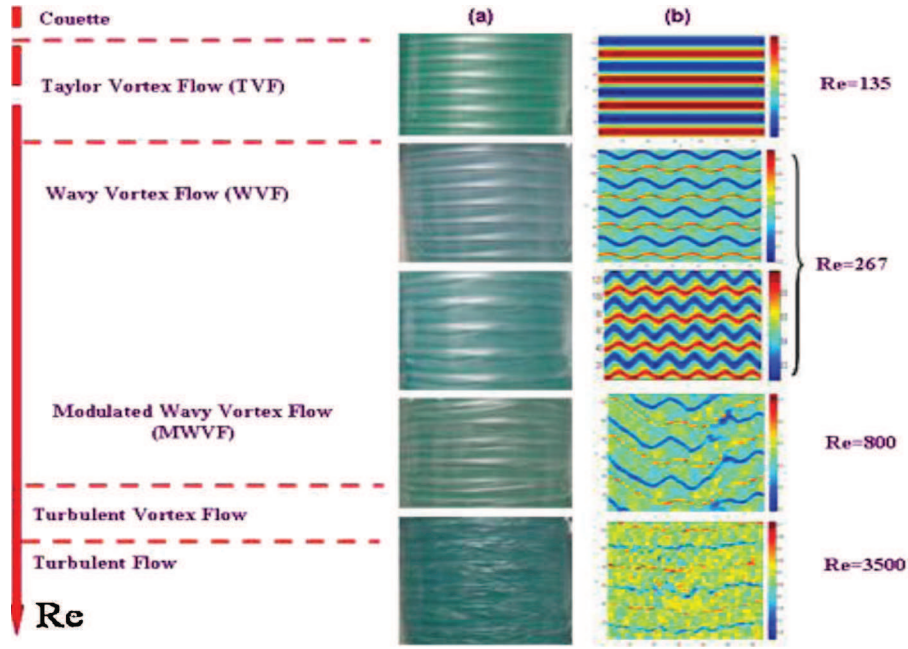 (a)
(b)
Couette
Taylor Vortex Flow (TVF)
Re=135
Wavy Vortex Flow (WVF)
Re=267
Modulated Wavy Vortex Flow
(MWVF)
Re=800
Turbulent Vortex Flow
Turbulent Flow
Re=3500
Re